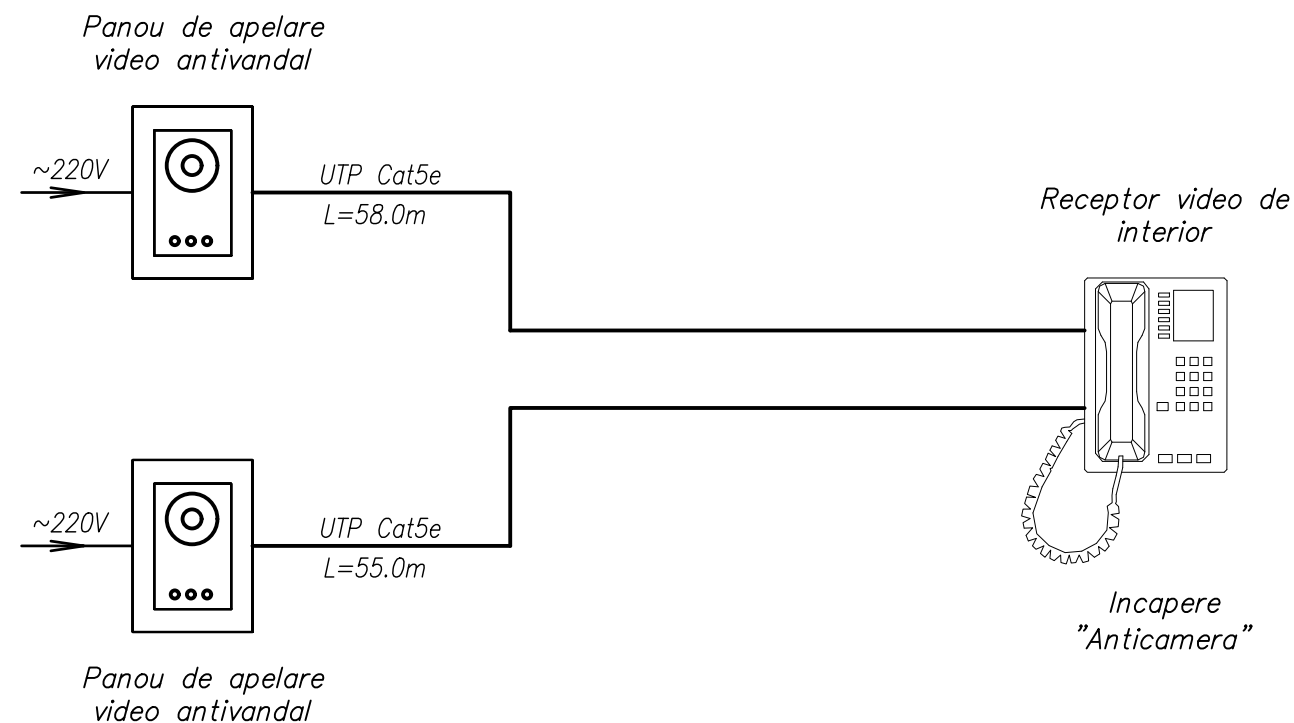 Panou de apelare
video antivandal
~220V
UTP Cat5e
L=58.0m
Receptor video de
interior
~220V
UTP Cat5e
L=55.0m
Incapere
"Anticamera"
Panou de apelare
video antivandal